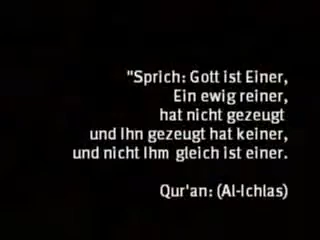 "Sprich: Gott ist Einer,
Ein ewig reiner,
hat nicht gezeugt
und Ihn gezeugt hat keiner,
und nicht Ihm gleich ist einer.
Qur'an: (Al-Ichlas)